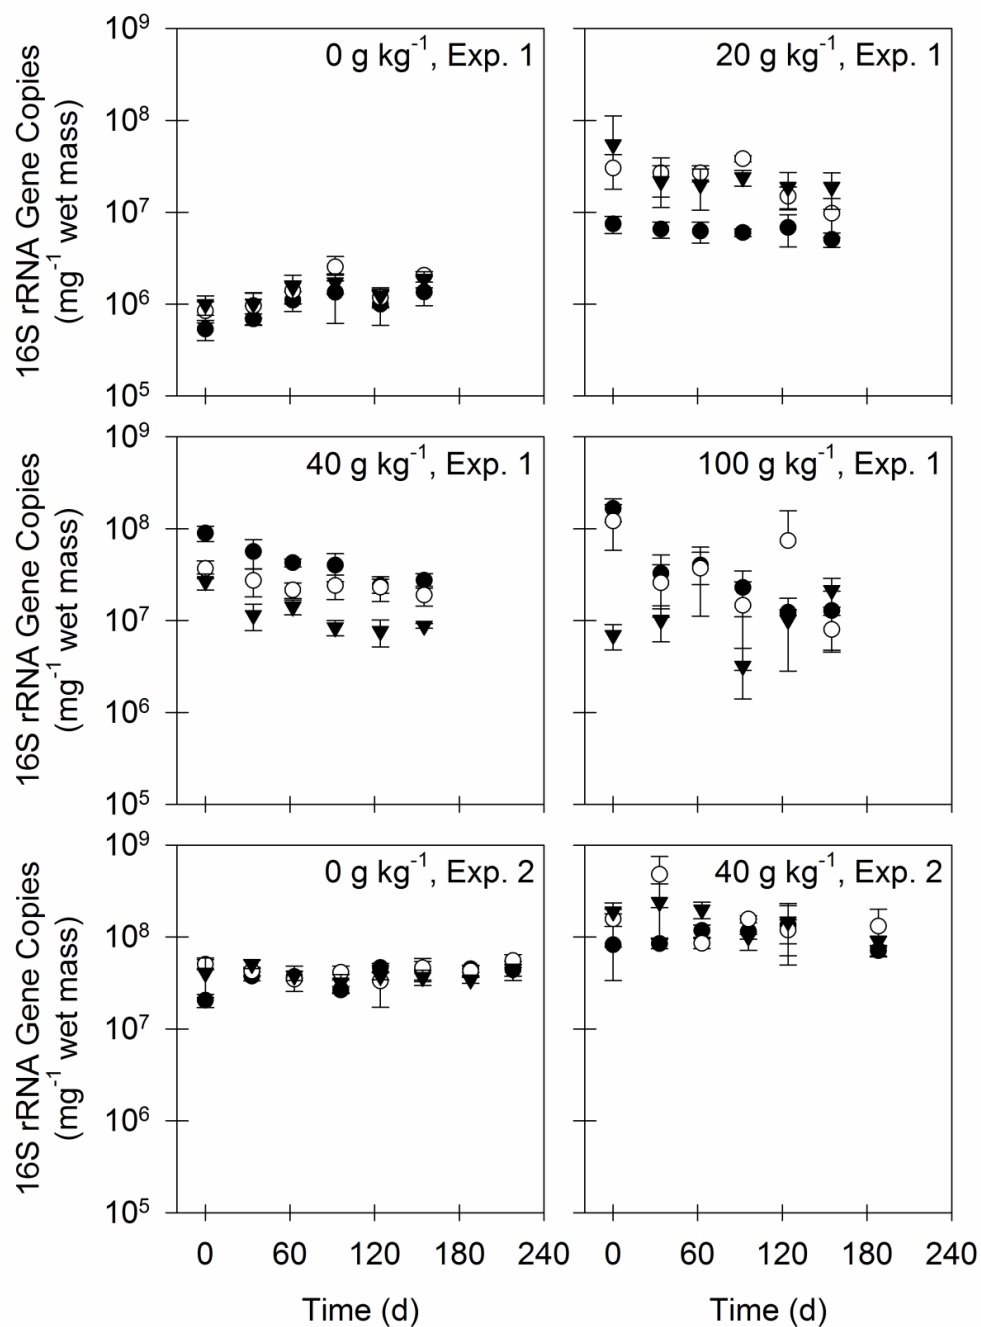 0 g kg⁻¹, Exp. 1
20 g kg⁻¹, Exp. 1
16S rRNA Gene Copies
(mg⁻¹ wet mass)
10⁹
10⁸
10⁷
10⁶
10⁵
40 g kg⁻¹, Exp. 1
100 g kg⁻¹, Exp. 1
16S rRNA Gene Copies
(mg⁻¹ wet mass)
10⁹
10⁸
10⁷
10⁶
10⁵
0 g kg⁻¹, Exp. 2
40 g kg⁻¹, Exp. 2
16S rRNA Gene Copies
(mg⁻¹ wet mass)
10⁹
10⁸
10⁷
10⁶
10⁵
0 60 120 180 240
0 60 120 180 240
Time (d)
Time (d)